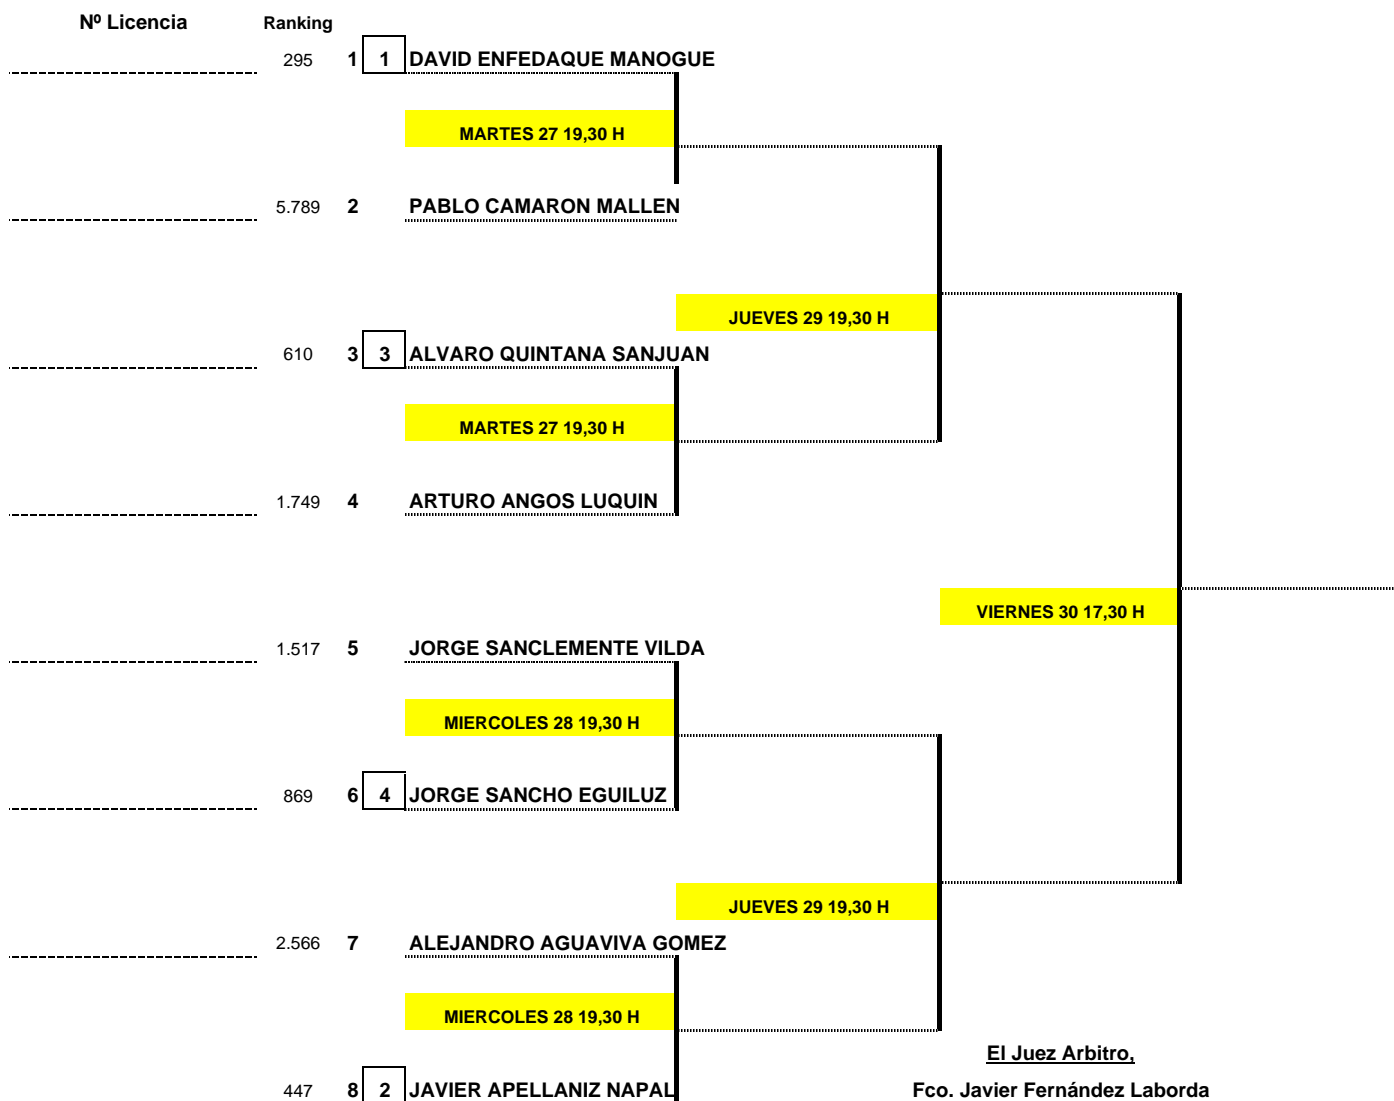 Nº Licencia Ranking
295 1 1 DAVID ENFEDAQUE MANOGUE
MARTES 27 19,30 H
5.789 2 PABLO CAMARON MALLEN
JUEVES 29 19,30 H
610 3 3 ALVARO QUINTANA SANJUAN
MARTES 27 19,30 H
1.749 4 ARTURO ANGOS LUQUIN
VIERNES 30 17,30 H
1.517 5 JORGE SANCLEMENTE VILDA
MIERCOLES 28 19,30 H
869 6 4 JORGE SANCHO EGUILUZ
JUEVES 29 19,30 H
2.566 7 ALEJANDRO AGUAVIVA GOMEZ
MIERCOLES 28 19,30 H
El Juez Arbitro,
447 8 2 JAVIER APELLANIZ NAPAL Fco. Javier Fernández Laborda